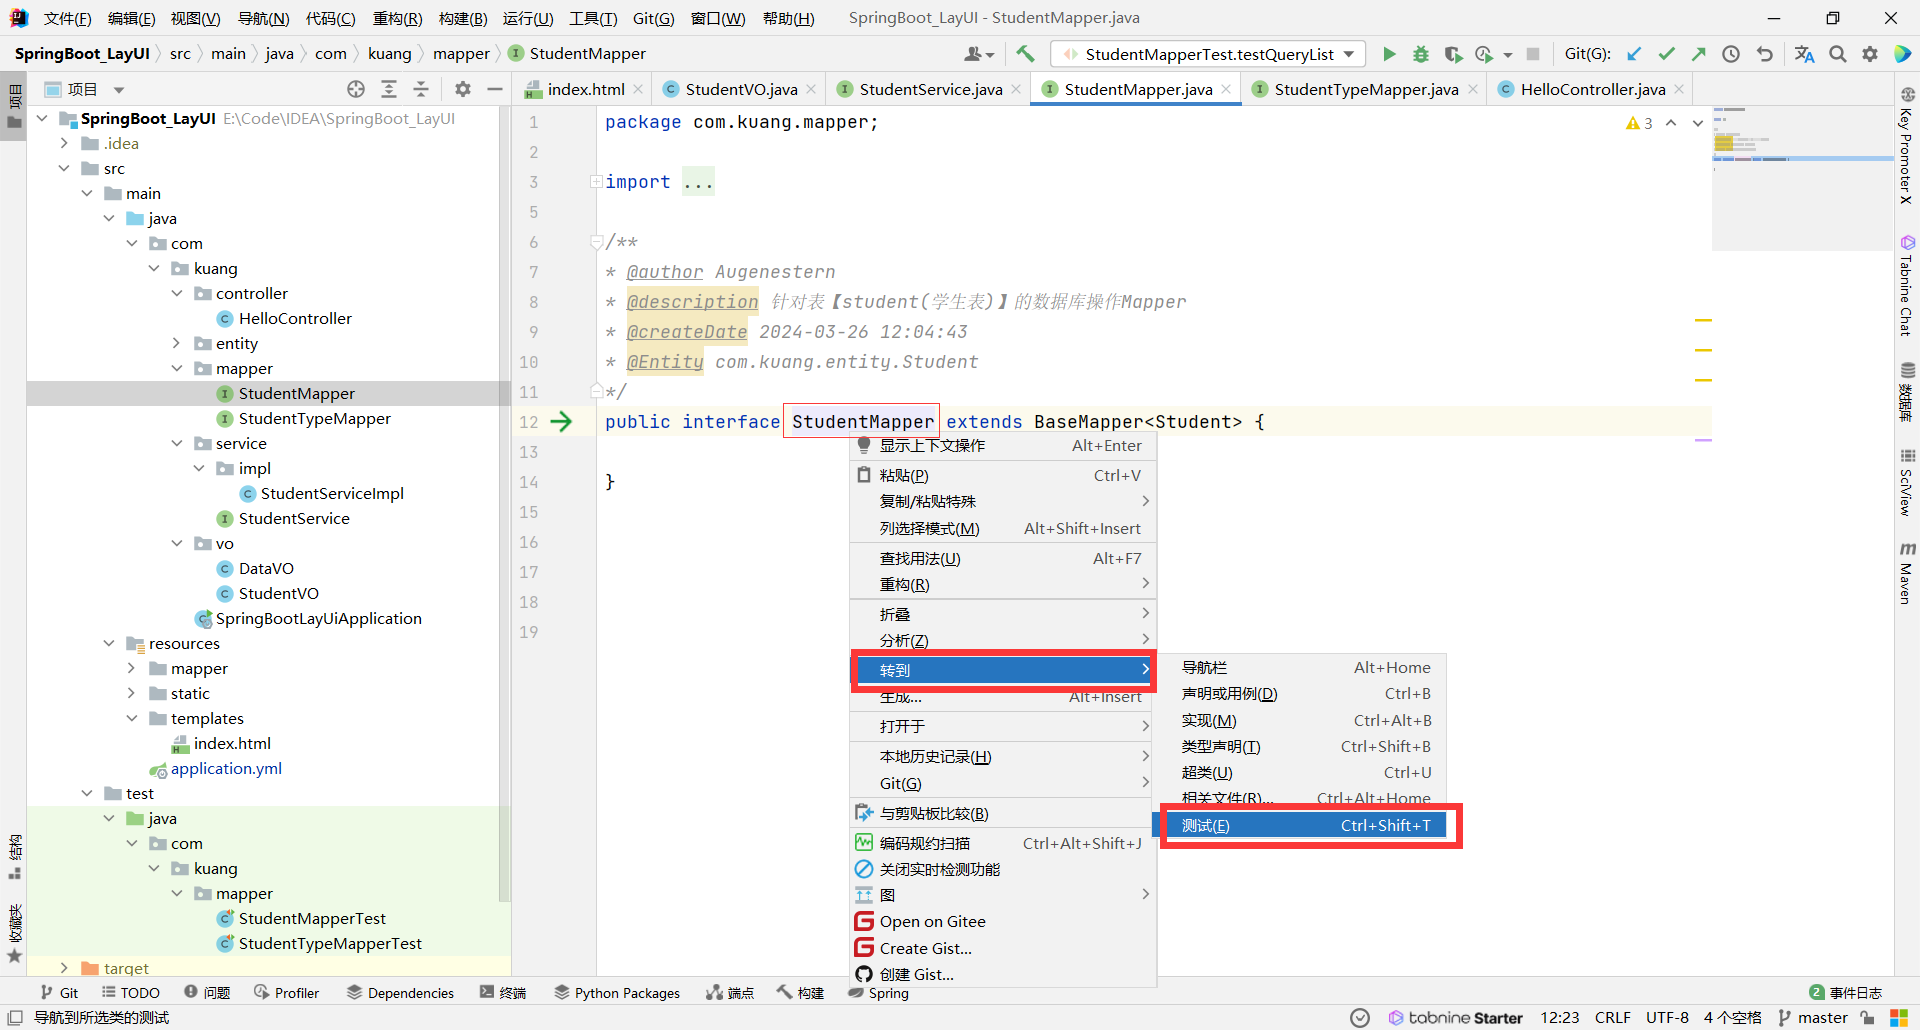 文件(F) 编辑(E) 视图(V) 导航(N) 代码(C) 重构(R) 构建(B) 运行(U) 工具(T) Git(G) 窗口(W) 帮助(H) SpringBoot_LayUI - StudentMapper.java
SpringBoot_LayUI src main java com kuang mapper StudentMapper StudentMapperTest.testQueryList Git(G):
项目 index.html StudentVO.java StudentService.java StudentMapper.java StudentTypeMapper.java HelloController.java
项目
SpringBoot_LayUI E:\Code\IDEA\SpringBoot_LayUI
.idea
src
main
java
com
kuang
controller
HelloController
entity
mapper
StudentMapper
StudentTypeMapper
service
impl
StudentServiceImpl
StudentService
vo
DataVO
StudentVO
SpringBootLayUiApplication
resources
mapper
static
templates
index.html
application.yml
test
java
com
kuang
mapper
StudentMapperTest
StudentTypeMapperTest
target
结构
收藏夹
1 package com.kuang.mapper;
2
3 import ...
5
6 /**
7 * @author Augenestern
8 * @description 针对表【student(学生表)】的数据库操作Mapper
9 * @createDate 2024-03-26 12:04:43
10 * @Entity com.kuang.entity.Student
11 */
12 public interface StudentMapper extends BaseMapper<Student> {
13
14 }
15
16
17
18
19
3
显示上下文操作 Alt+Enter
粘贴(P) Ctrl+V
复制/粘贴特殊
列选择模式(M) Alt+Shift+Insert
查找用法(U) Alt+F7
重构(R)
折叠
分析(Z)
转到
生成... Alt+Insert
打开于
本地历史记录(H)
Git(G)
与剪贴板比较(B)
编码规约扫描 Ctrl+Alt+Shift+J
关闭实时检测功能
图
Open on Gitee
Create Gist...
创建 Gist...
导航栏 Alt+Home
声明或用例(D) Ctrl+B
实现(M) Ctrl+Alt+B
类型声明(T) Ctrl+Shift+B
超类(U) Ctrl+U
相关文件(R)... Ctrl+Alt+Home
测试(E) Ctrl+Shift+T
Key Promoter X
Tabnine Chat
数据库
SciView
m Maven
Git TODO 问题 Profiler Dependencies 终端 Python Packages 端点 构建 Spring 2 事件日志
导航到所选类的测试 tabnine Starter 12:23 CRLF UTF-8 4 个空格 master